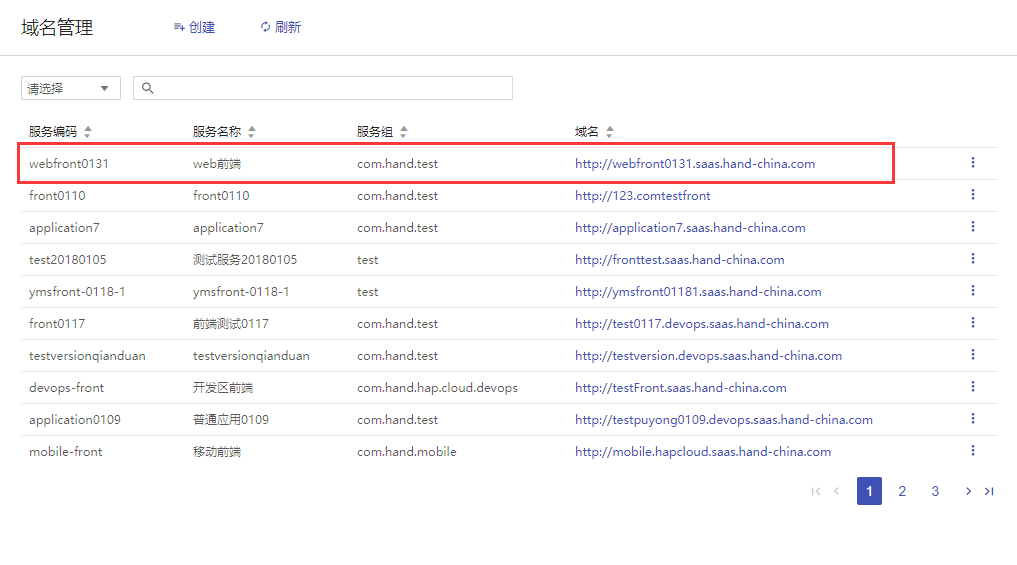 域名管理 创建 刷新
请选择
服务编码 服务名称 服务组 域名
webfront0131 web前端 com.hand.test http://webfront0131.saas.hand-china.com
front0110 front0110 com.hand.test http://123.comtestfront
application7 application7 com.hand.test http://application7.saas.hand-china.com
test20180105 测试服务20180105 test http://fronttest.saas.hand-china.com
ymsfront-0118-1 ymsfront-0118-1 test http://ymsfront01181.saas.hand-china.com
front0117 前端测试0117 com.hand.test http://test0117.devops.saas.hand-china.com
testversionqianduan testversionqianduan com.hand.test http://testversion.devops.saas.hand-china.com
devops-front 开发区前端 com.hand.hap.cloud.devops http://testFront.saas.hand-china.com
application0109 普通应用0109 com.hand.test http://testpuyong0109.devops.saas.hand-china.com
mobile-front 移动前端 com.hand.mobile http://mobile.hapcloud.saas.hand-china.com
1 2 3